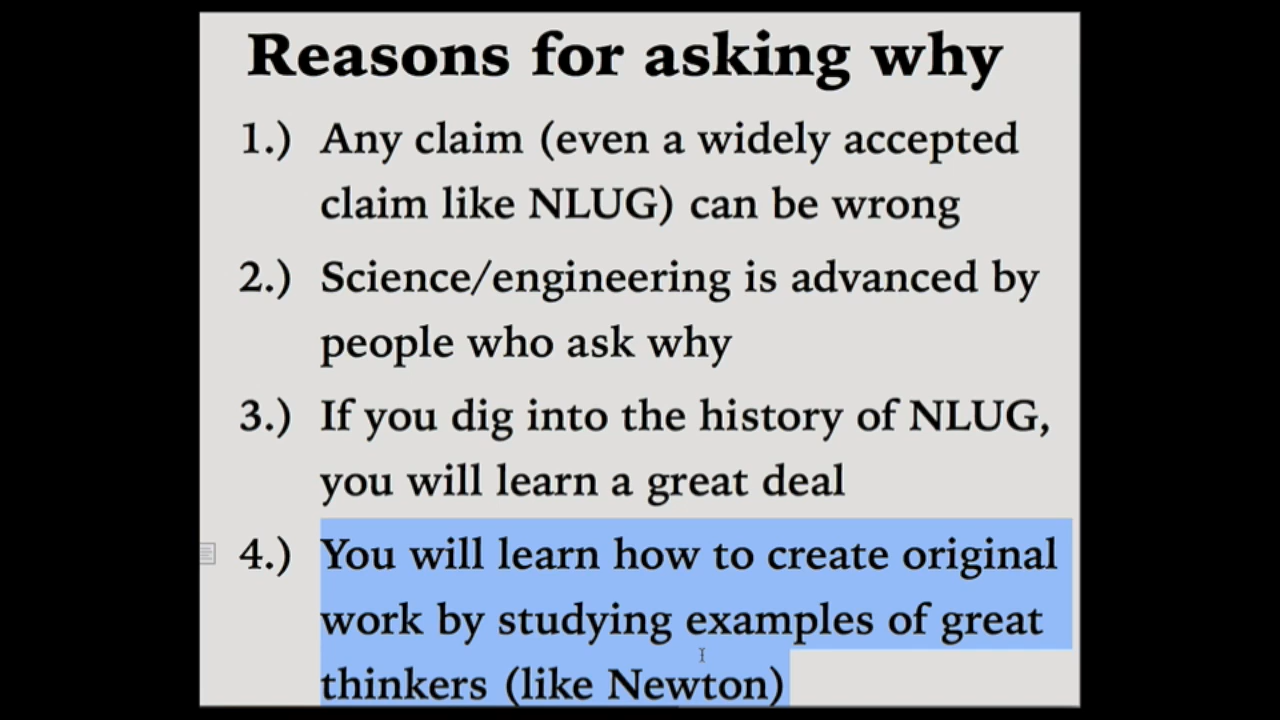 Reasons for asking why
1.) Any claim (even a widely accepted
claim like NLUG) can be wrong
2.) Science/engineering is advanced by
people who ask why
3.) If you dig into the history of NLUG,
you will learn a great deal
4.) You will learn how to create original
work by studying examples of great
thinkers (like Newton)